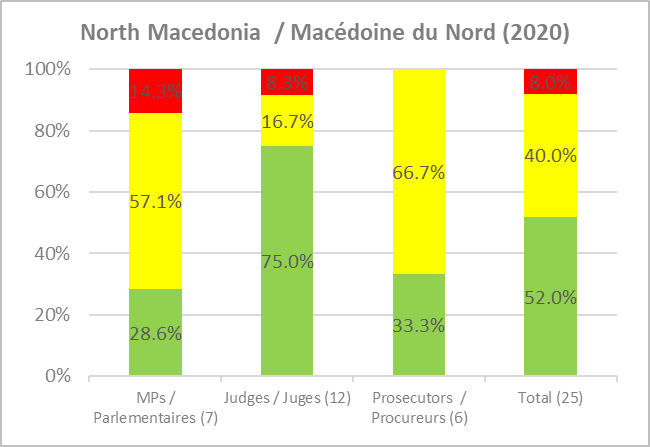 North Macedonia / Macédoine du Nord (2020)
100%
80%
60%
40%
20%
0%
14.3%
57.1%
28.6%
8.3%
16.7%
75.0%
66.7%
33.3%
8.0%
40.0%
52.0%
MPs /
Parlementaires (7)
Judges / Juges (12)
Prosecutors /
Procureurs (6)
Total (25)